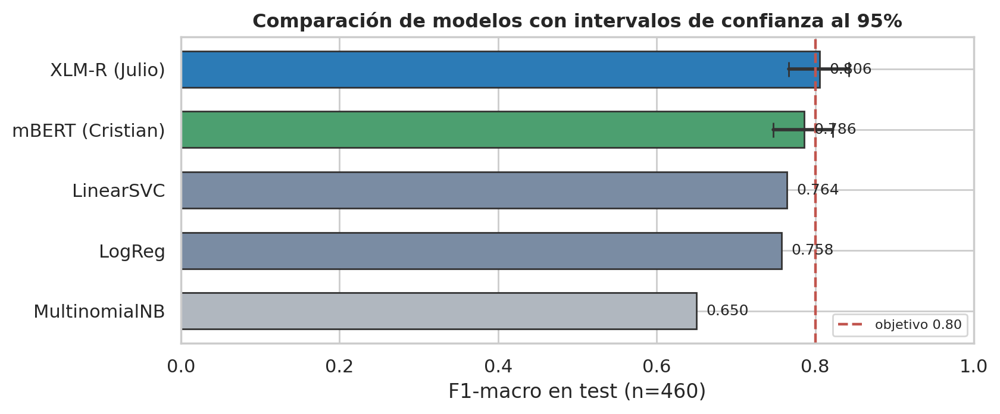 Comparación de modelos con intervalos de confianza al 95%
XLM-R (Julio)
0.806
mBERT (Cristian)
0.786
LinearSVC
0.764
LogReg
0.758
MultinomialNB
0.650
objetivo 0.80
0.0 0.2 0.4 0.6 0.8 1.0
F1-macro en test (n=460)